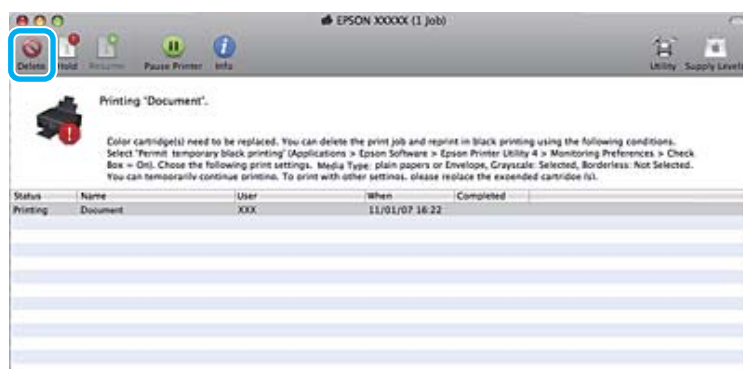 EPSON XXXXX (1 Job)
Delete Hold Resume Pause Printer Info Utility Supply Levels
Printing "Document".
Color cartridge(s) need to be replaced. You can delete the print job and reprint in black printing using the following conditions.
Select "Permit temporary black printing" (Applications > Epson Software > Epson Printer Utility 4 > Monitoring Preferences > Check
Box = On). Chose the following print settings. Media Type: plain papers or Envelope, Grayscale: Selected, Borderless: Not Selected.
You can temporarily continue printing. To print with other settings, please replace the expended cartridge (s).
Status Name User When Completed
Printing Document XXX 11/01/07 16:22